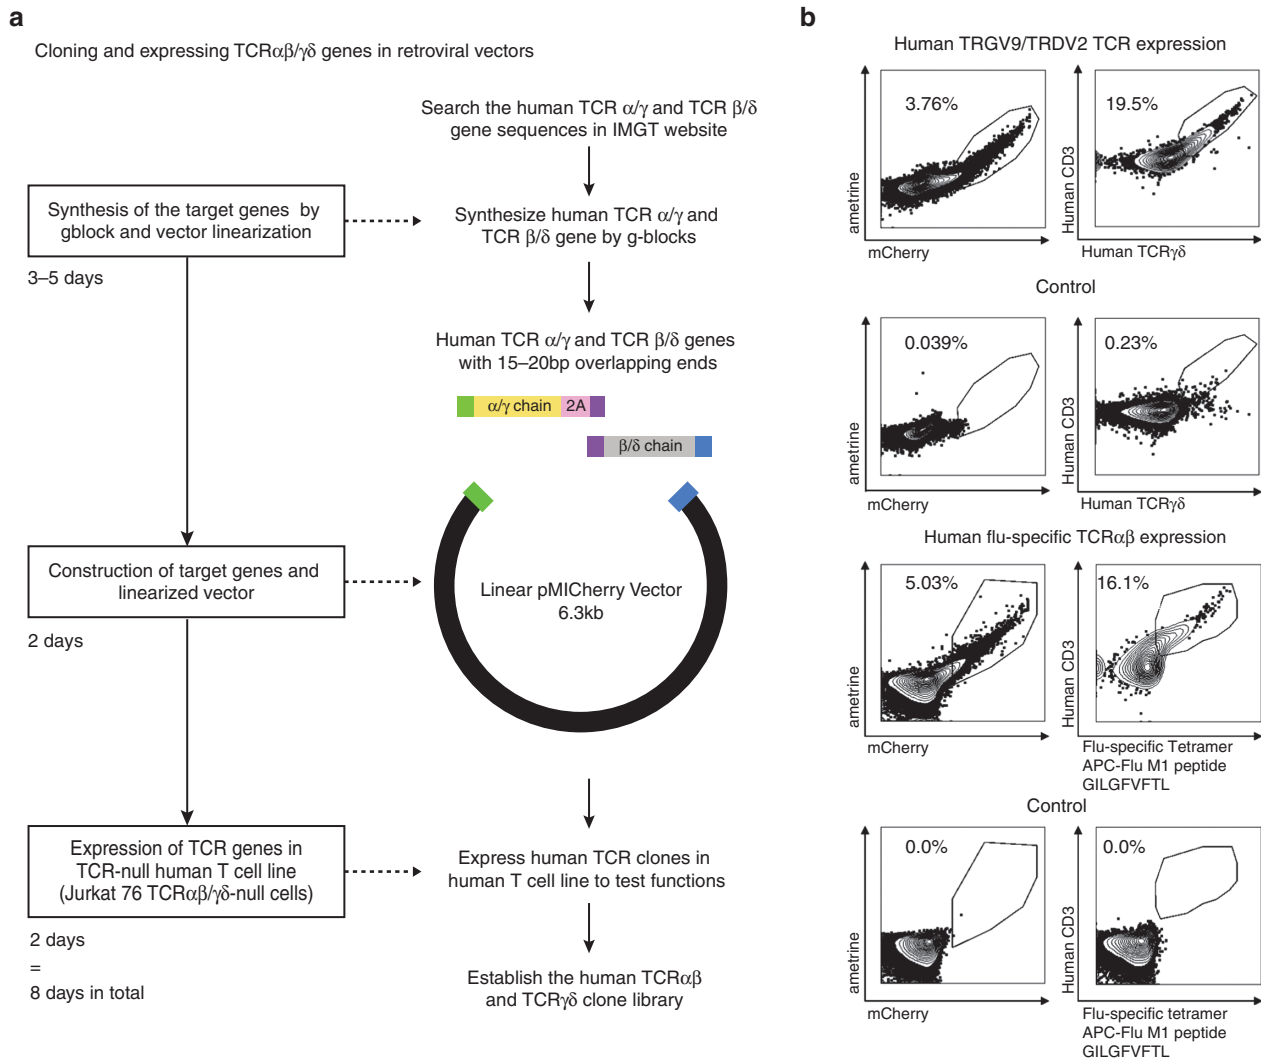 a
Cloning and expressing TCRαβ/γδ genes in retroviral vectors
Search the human TCR α/γ and TCR β/δ
gene sequences in IMGT website
Synthesis of the target genes by
gblock and vector linearization
3–5 days
Synthesize human TCR α/γ and
TCR β/δ gene by g-blocks
Human TCR α/γ and TCR β/δ genes
with 15–20bp overlapping ends
α/γ chain
2A
β/δ chain
Construction of target genes and
linearized vector
2 days
Linear pMICherry Vector
6.3kb
Expression of TCR genes in
TCR-null human T cell line
(Jurkat 76 TCRαβ/γδ-null cells)
2 days
=
8 days in total
Express human TCR clones in
human T cell line to test functions
Establish the human TCRαβ
and TCRγδ clone library
b
Human TRGV9/TRDV2 TCR expression
3.76%
ametrine
mCherry
19.5%
Human CD3
Human TCRγδ
Control
0.039%
ametrine
mCherry
0.23%
Human CD3
Human TCRγδ
Human flu-specific TCRαβ expression
5.03%
ametrine
mCherry
16.1%
Human CD3
Flu-specific Tetramer
APC-Flu M1 peptide
GILGFVFTL
Control
0.0%
ametrine
mCherry
0.0%
Human CD3
Flu-specific tetramer
APC-Flu M1 peptide
GILGFVFTL